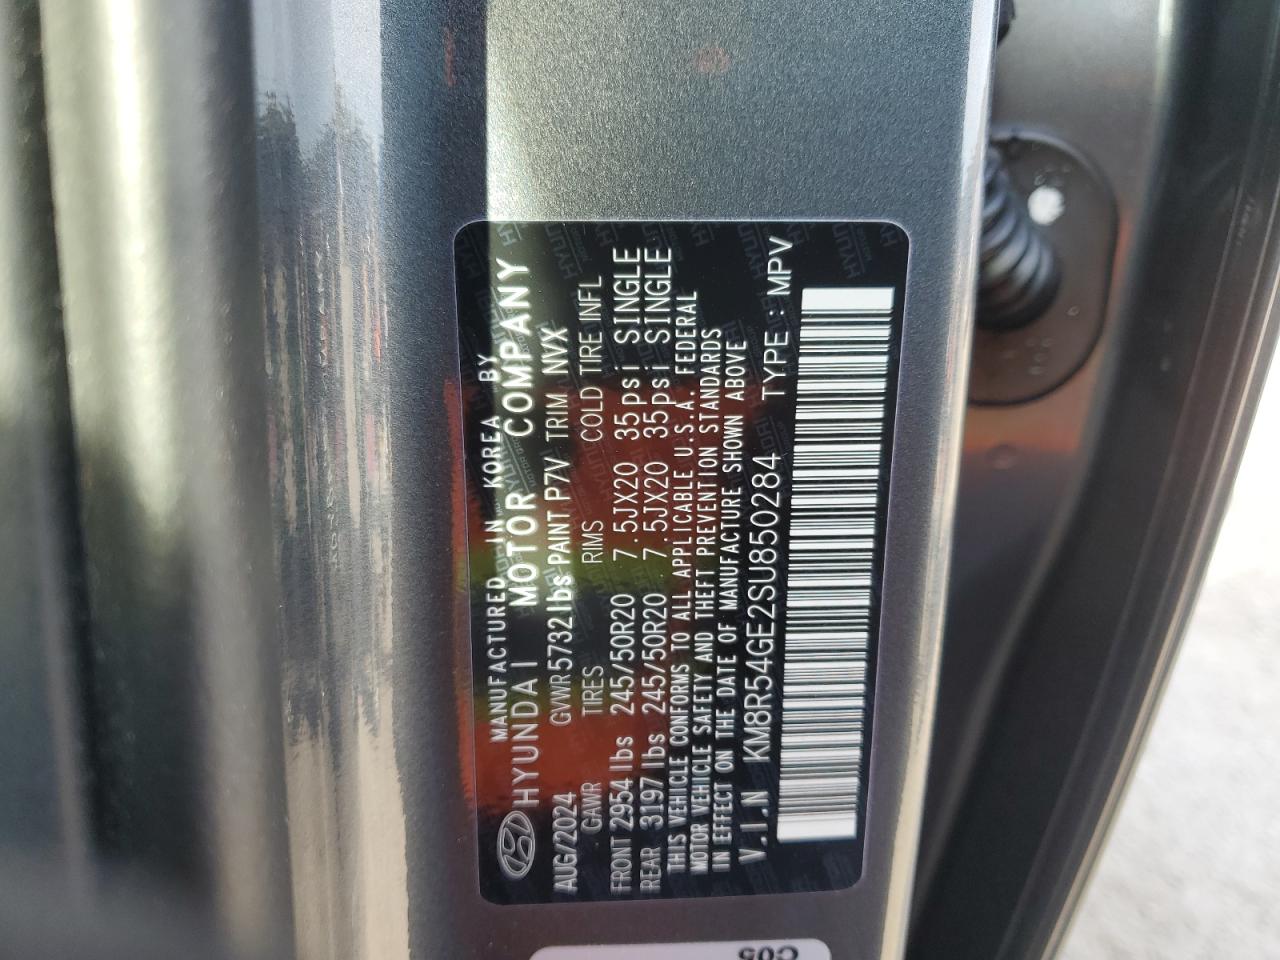 MANUFACTURED IN KOREA BY
HYUNDAI MOTOR COMPANY
AUG/2024 GVWR 5732lbs PAINT P7V TRIM NVX
GAWR TIRES RIMS COLD TIRE INFL
FRONT 2954 lbs 245/50R20 7.5JX20 35psi SINGLE
REAR 3197 lbs 245/50R20 7.5JX20 35psi SINGLE
THIS VEHICLE CONFORMS TO ALL APPLICABLE U.S.A. FEDERAL
MOTOR VEHICLE SAFETY AND THEFT PREVENTION STANDARDS
IN EFFECT ON THE DATE OF MANUFACTURE SHOWN ABOVE
V.I.N KM8R54GE2SU850284 TYPE : MPV
C05